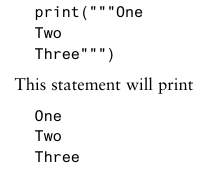 print("""One
Two
Three""")
This statement will print
One
Two
Three